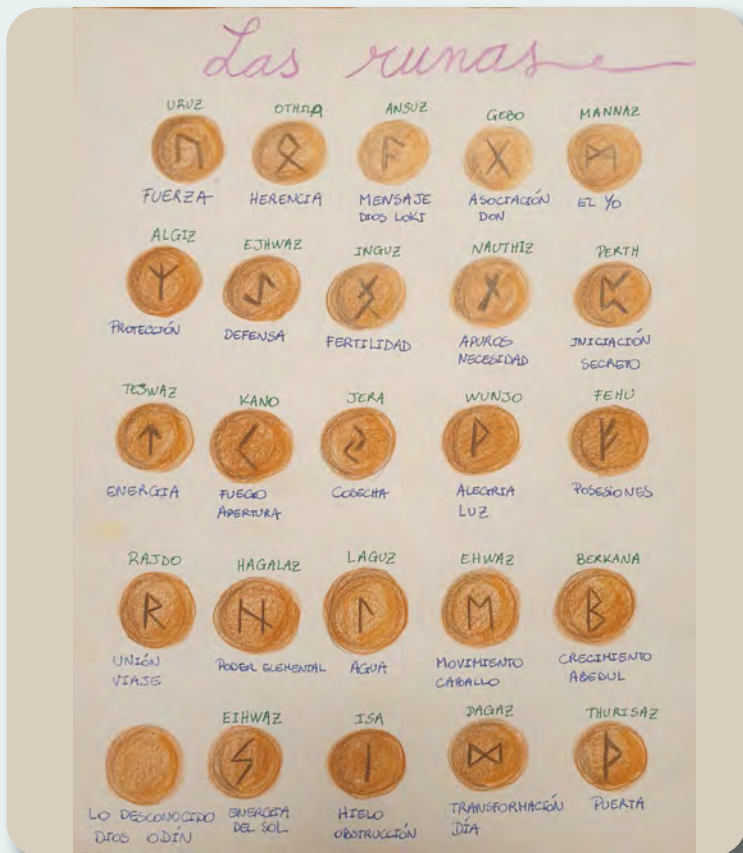 Las runas
URUZ OTHILA ANSUZ GEBO MANNAZ
FUERZA HERENCIA MENSAJE ASOCIACIÓN EL YO
DIOS LOKI DON
ALGIZ EJHWAZ INGUZ NAUTHIZ PERTH
PROTECCIÓN DEFENSA FERTILIDAD APUROS INICIACIÓN
NECESIDAD SECRETO
TEJWAZ KANO JERA WUNJO FEHU
ENERGIA FUEGO COSECHA ALEGRIA POSESIONES
APERTURA LUZ
RAJDO HAGALAZ LAGUZ EHWAZ BERKANA
UNIÓN PODER ELEMENTAL AGUA MOVIMIENTO CRECIMIENTO
VIAJE CABALLO ABEDUL
EIHWAZ ISA DAGAZ THURISAZ
LO DESCONOCIDO ENERGIA HIELO TRANSFORMACIÓN PUERTA
DIOS ODÍN DEL SOL OBSTRUCCIÓN DÍA